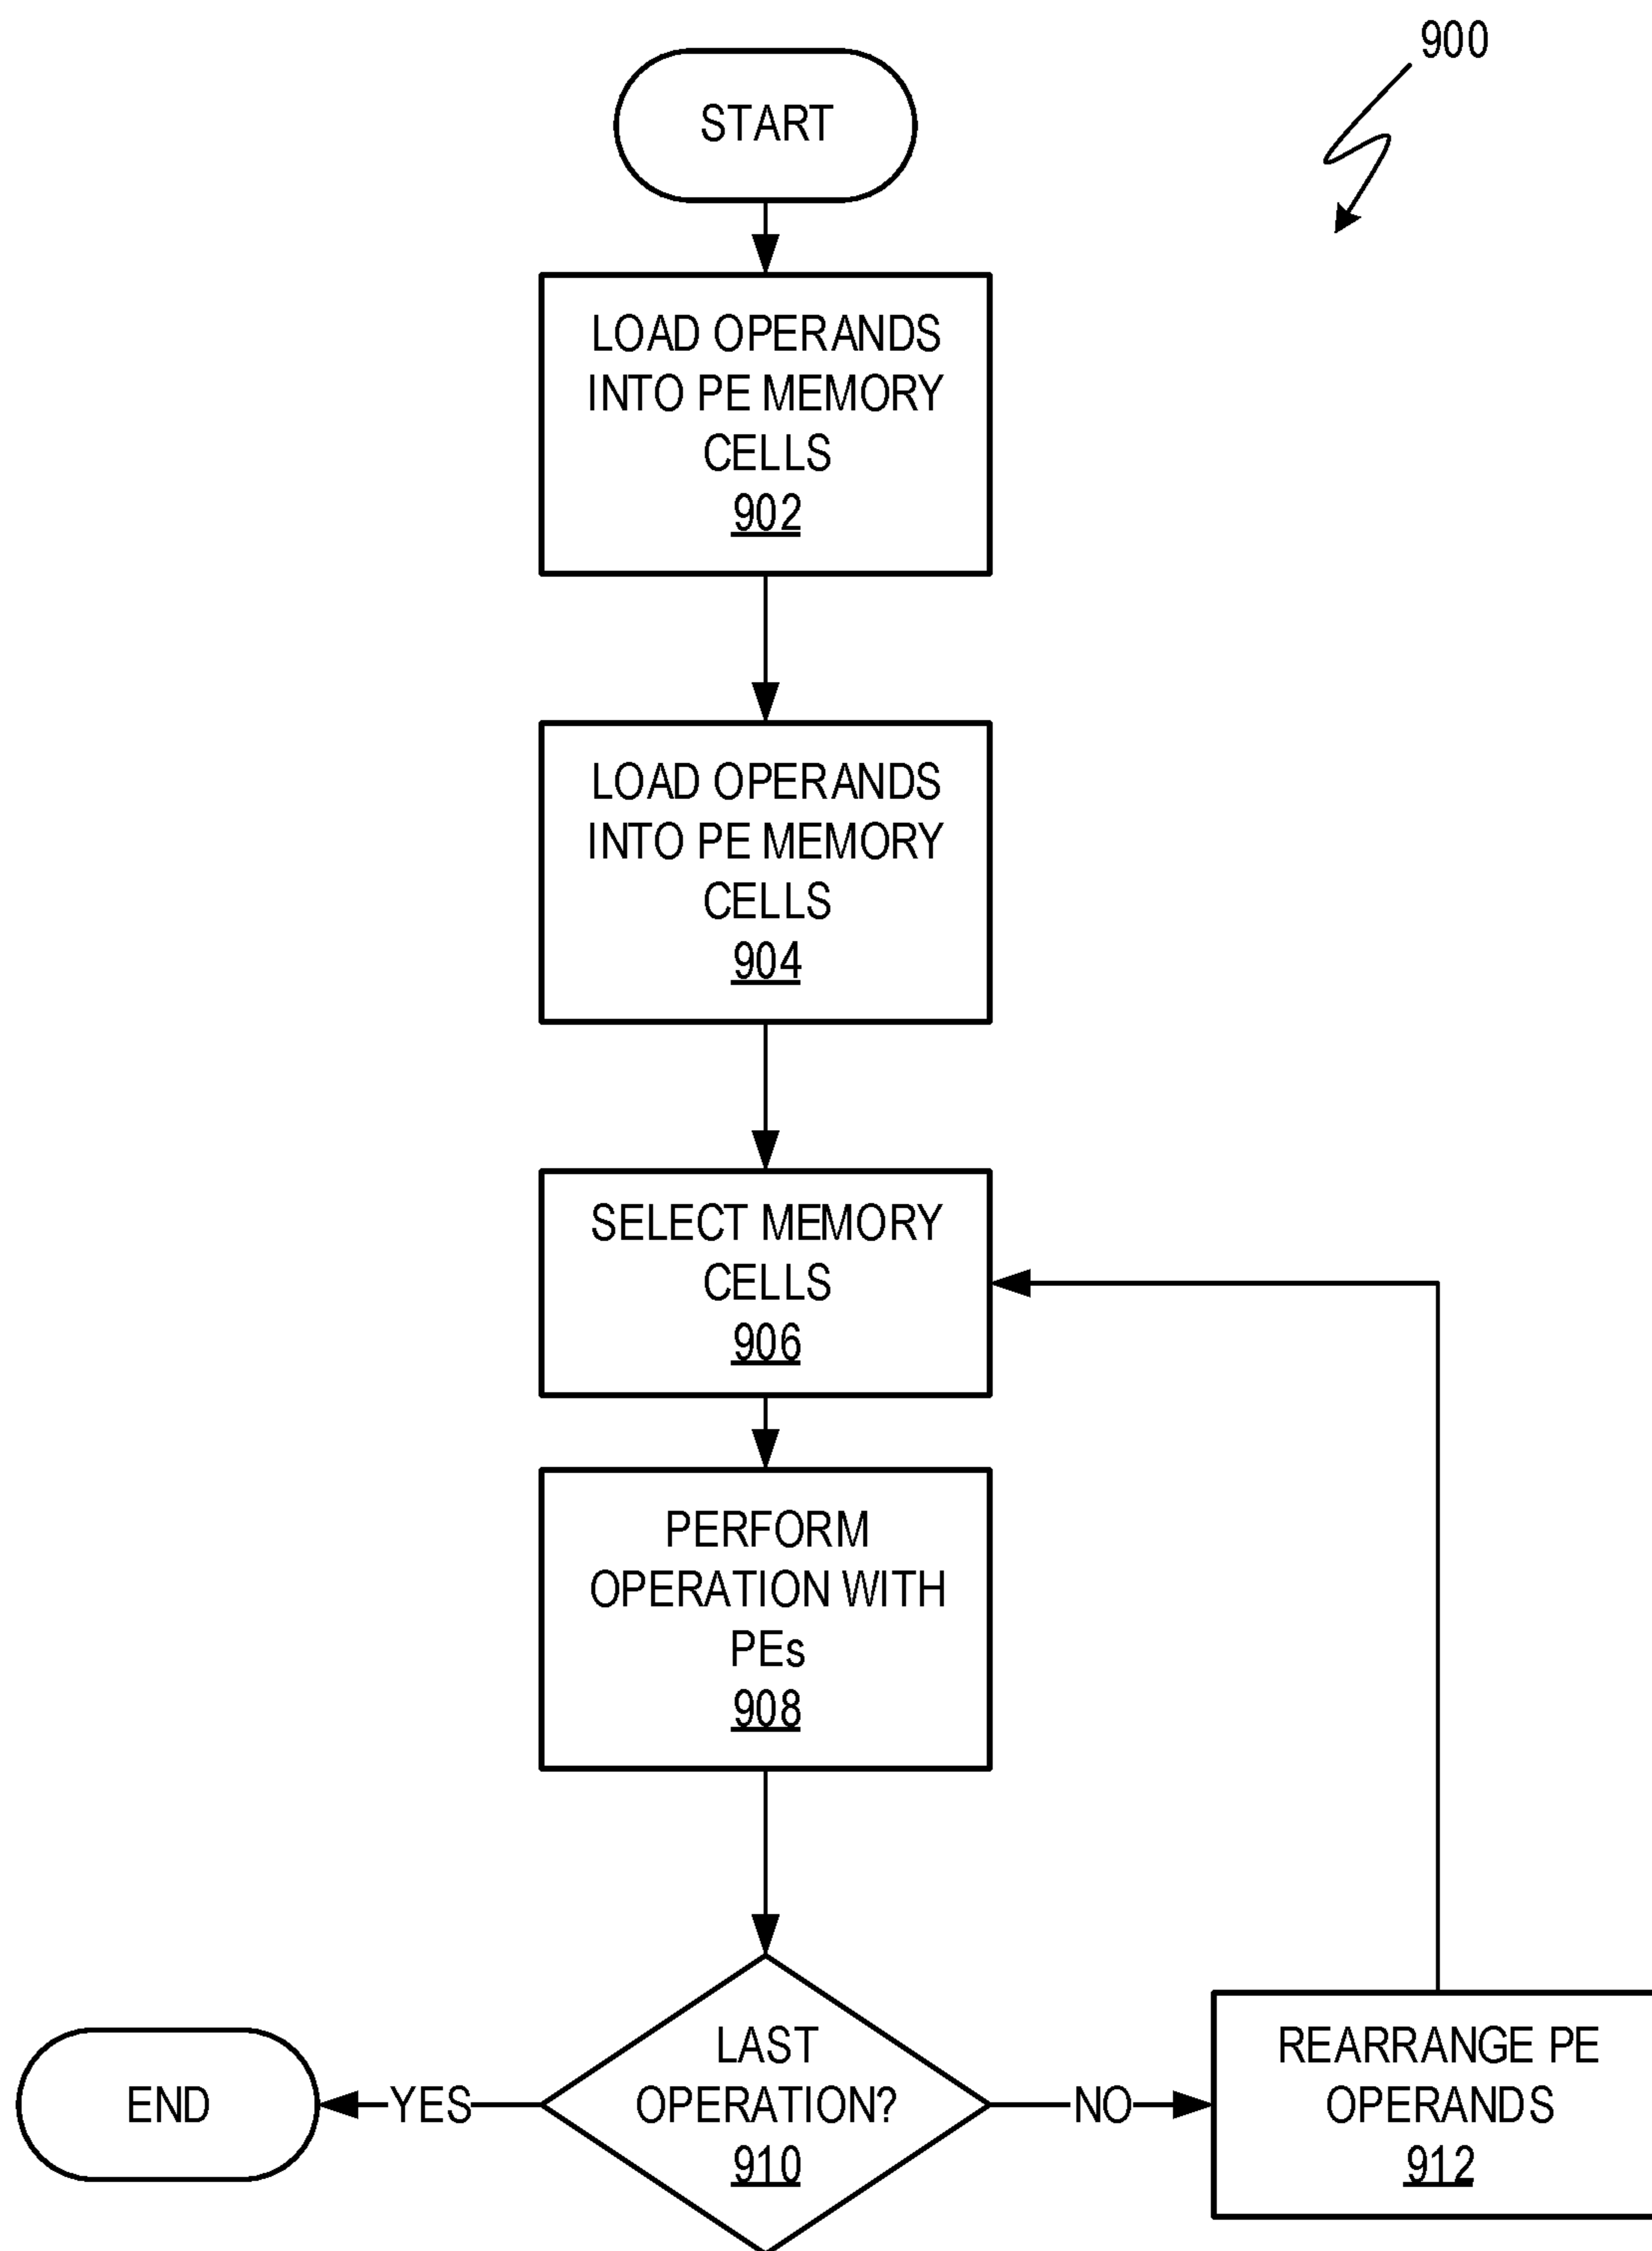 900
START
LOAD OPERANDS
INTO PE MEMORY
CELLS
902
LOAD OPERANDS
INTO PE MEMORY
CELLS
904
SELECT MEMORY
CELLS
906
PERFORM
OPERATION WITH
PEs
908
LAST
OPERATION?
910
YES
END
NO
REARRANGE PE
OPERANDS
912